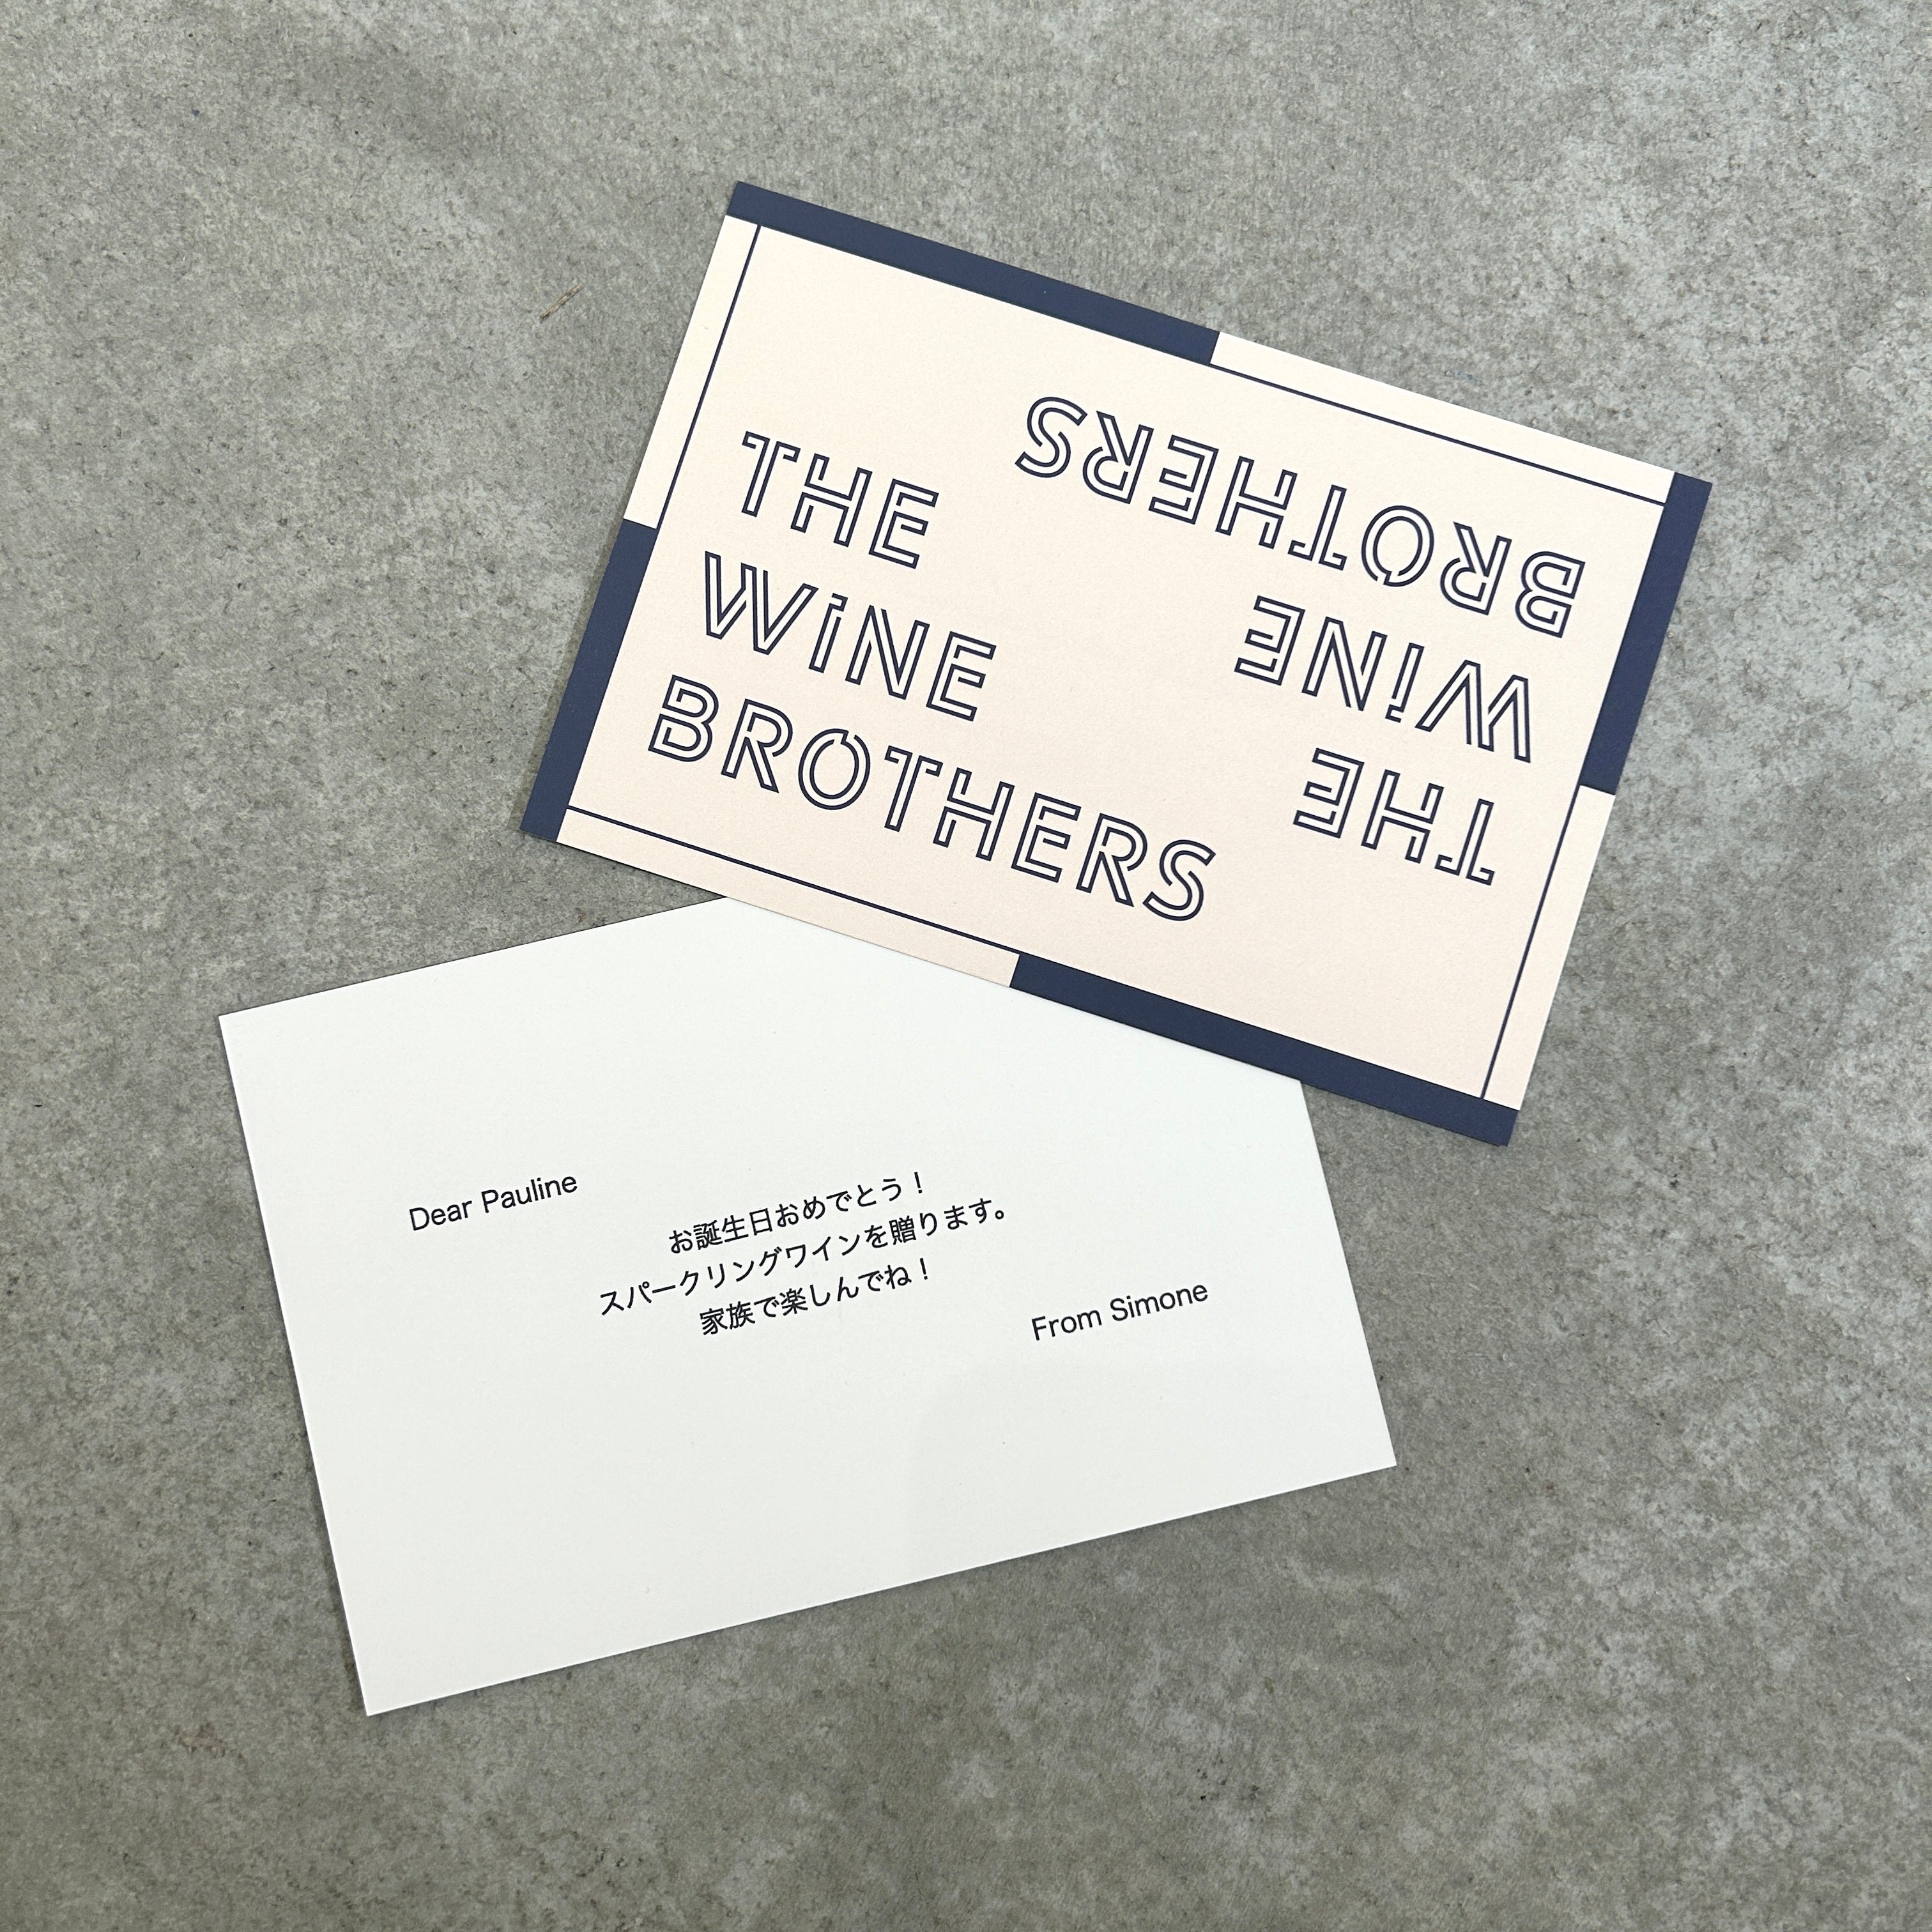 THE
WiNE
BROTHERS
THE
WiNE
BROTHERS
Dear Pauline
お誕生日おめでとう！
スパークリングワインを贈ります。
家族で楽しんでね！
From Simone